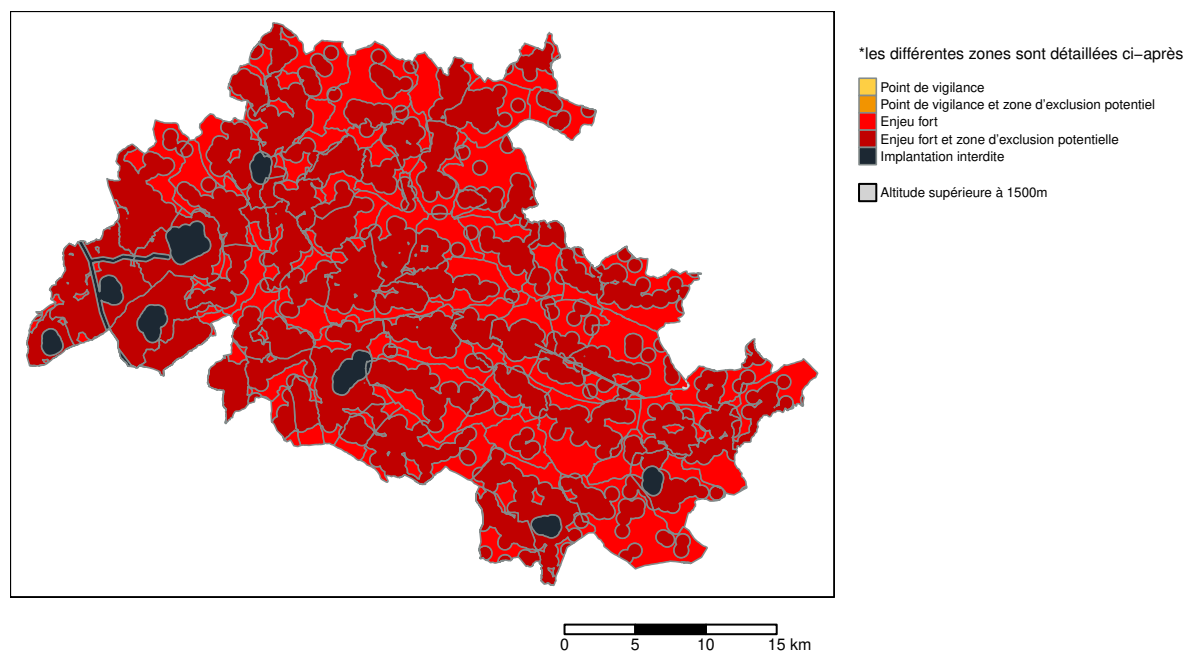 *les différentes zones sont détaillées ci−après
Point de vigilance
Point de vigilance et zone d'exclusion potentiel
Enjeu fort
Enjeu fort et zone d'exclusion potentielle
Implantation interdite
Altitude supérieure à 1500m
0 5 10 15 km